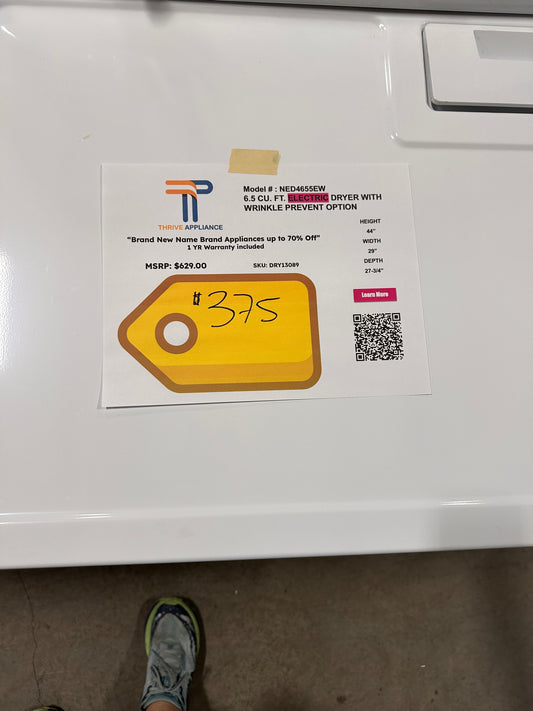 THRIVE APPLIANCE
Model # : NED4655EW
6.5 CU. FT. ELECTRIC DRYER WITH
WRINKLE PREVENT OPTION
"Brand New Name Brand Appliances up to 70% Off"
1 YR Warranty included
MSRP: $629.00 SKU: DRY13089
HEIGHT
44"
WIDTH
29"
DEPTH
27-3/4"
Learn More
$375